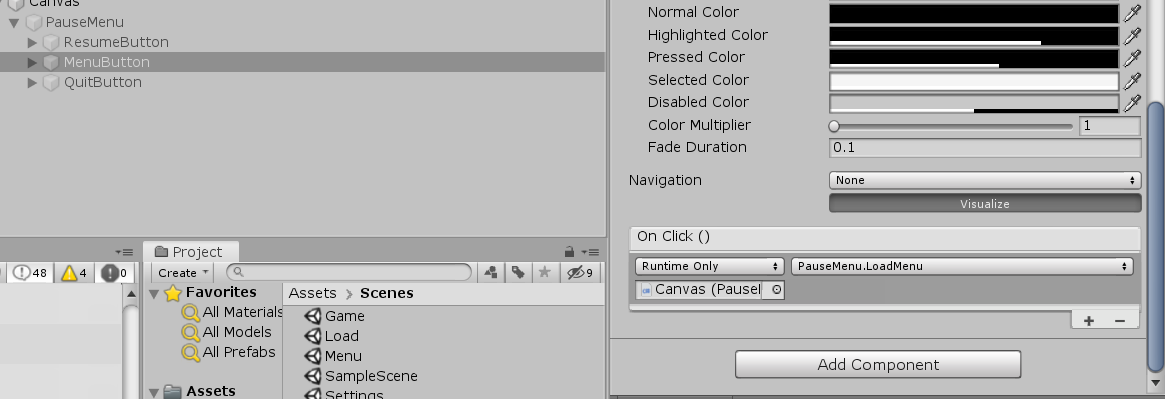 Canvas
PauseMenu
ResumeButton
MenuButton
QuitButton
Normal Color
Highlighted Color
Pressed Color
Selected Color
Disabled Color
Color Multiplier 1
Fade Duration 0.1
Navigation None
Visualize
On Click ()
Runtime Only PauseMenu.LoadMenu
Canvas (PauseI
Add Component
Project
48 4 0 Create 9
Favorites
All Materials
All Models
All Prefabs
Assets
Assets > Scenes
Game
Load
Menu
SampleScene
Settings